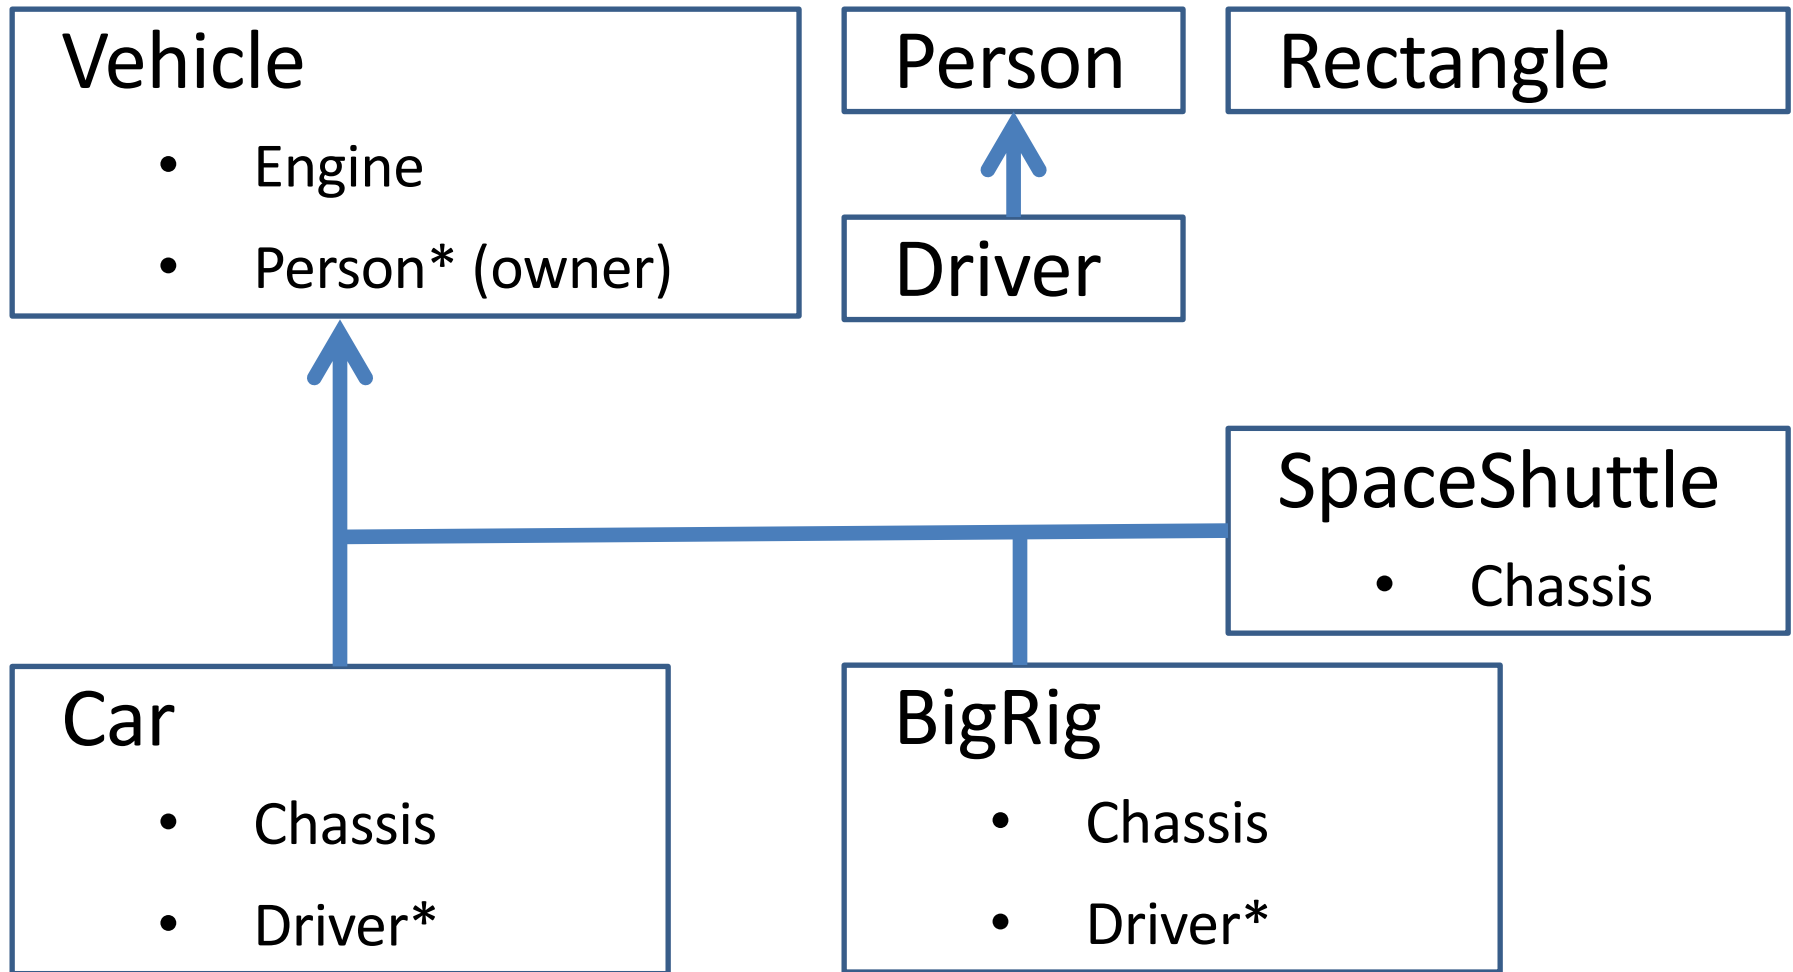 Vehicle
• Engine
• Person* (owner)
Person
Driver
Rectangle
SpaceShuttle
• Chassis
Car
• Chassis
• Driver*
BigRig
• Chassis
• Driver*